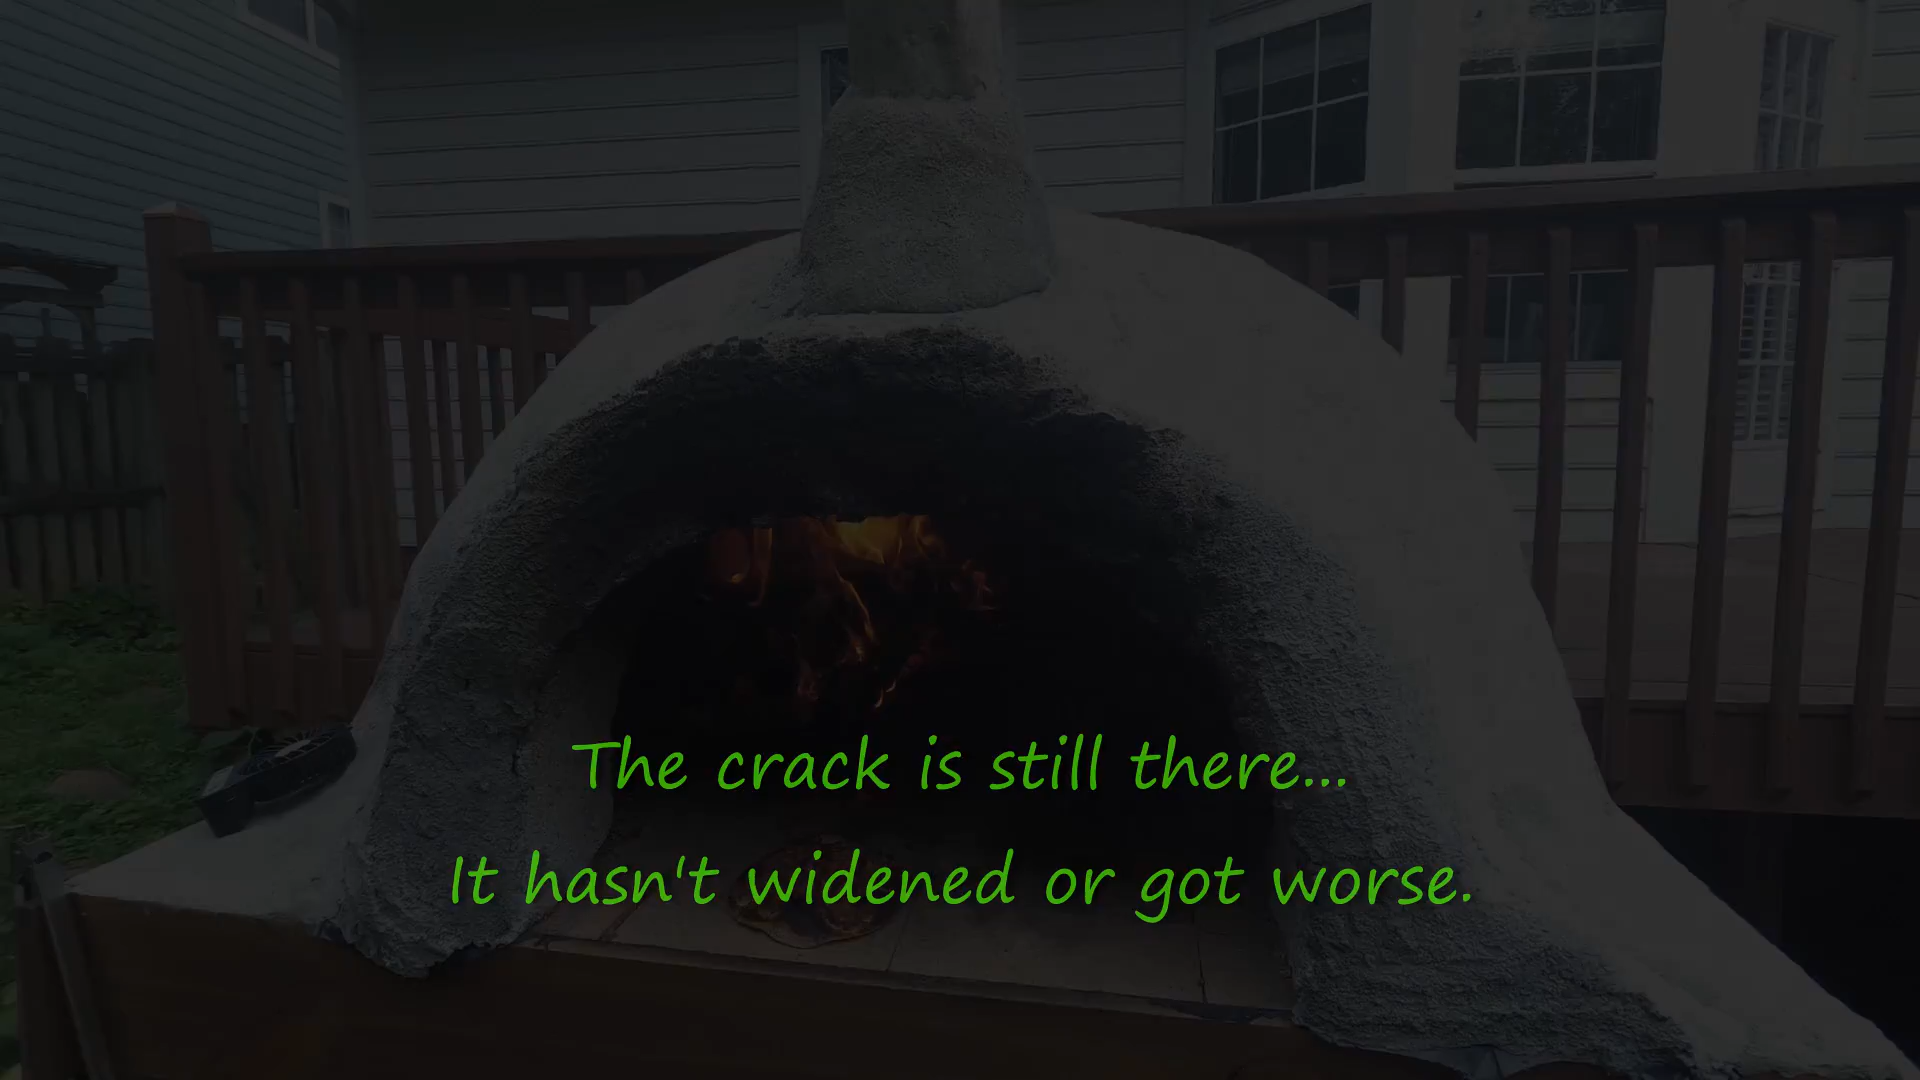 The crack is still there...
It hasn't widened or got worse.